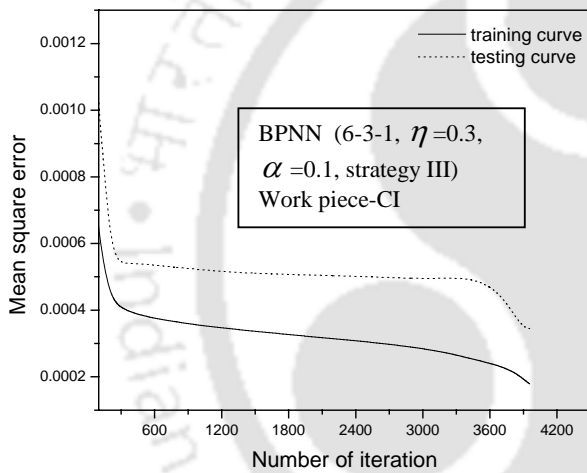 0.0012
0.0010
0.0008
0.0006
0.0004
0.0002
Mean square error
training curve
testing curve
BPNN (6-3-1, η =0.3,
α =0.1, strategy III)
Work piece-CI
600 1200 1800 2400 3000 3600 4200
Number of iteration
Indian